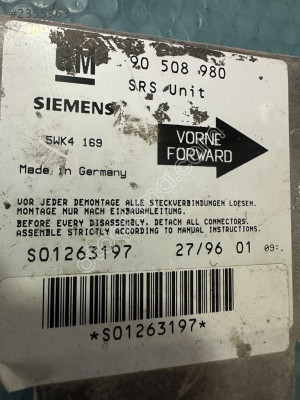 GM 90 508 980
SRS Unit
SIEMENS
5WK4 169
VORNE
FORWARD
Made in Germany
VOR JEDER DEMONTAGE ALLE STECKVERBINDUNGEN LOESEN.
MONTAGE NUR NACH EINBAUANLEITUNG.
BEFORE EVERY DISASSEMBLY. DETACH ALL CONNECTORS.
ASSEMBLE STRICTLY ACCORDING TO MANUAL INSTRUCTIONS.
S01263197 27/96 01 09:
*S01263197*